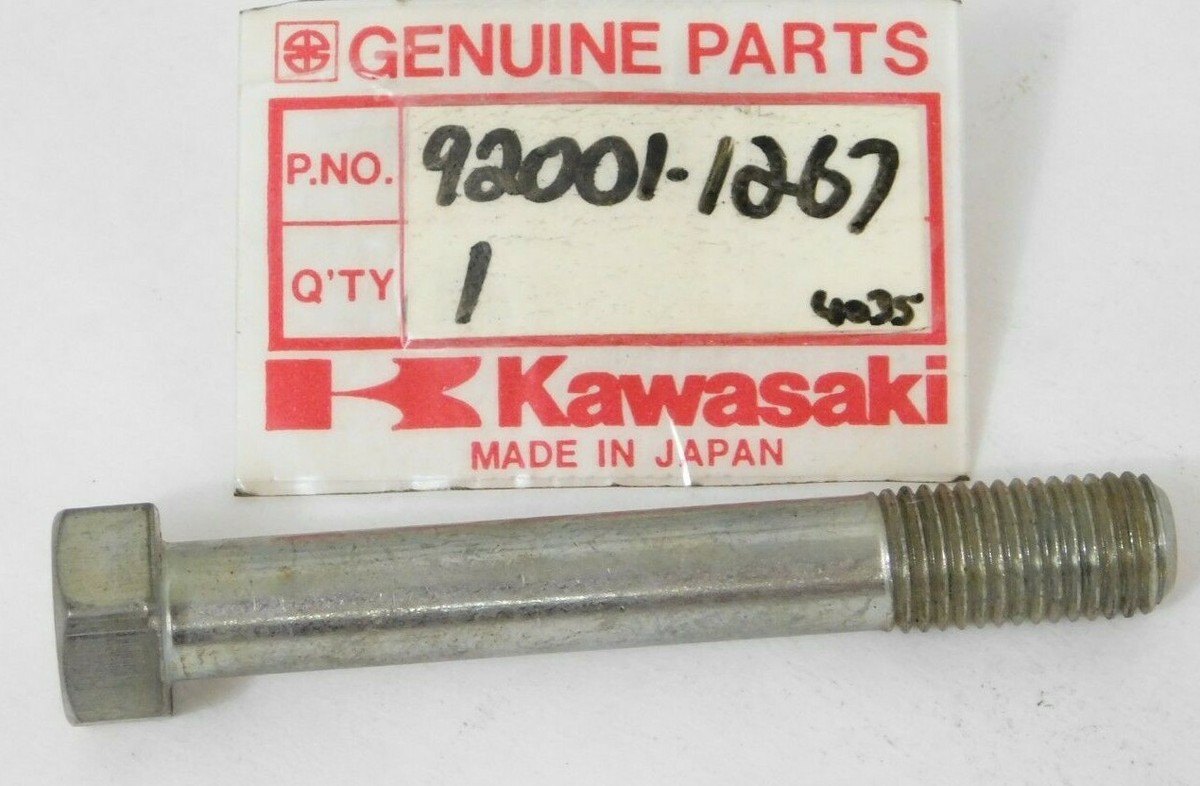 GENUINE PARTS
P.NO. 92001-1267
Q'TY 1
4035
Kawasaki
MADE IN JAPAN